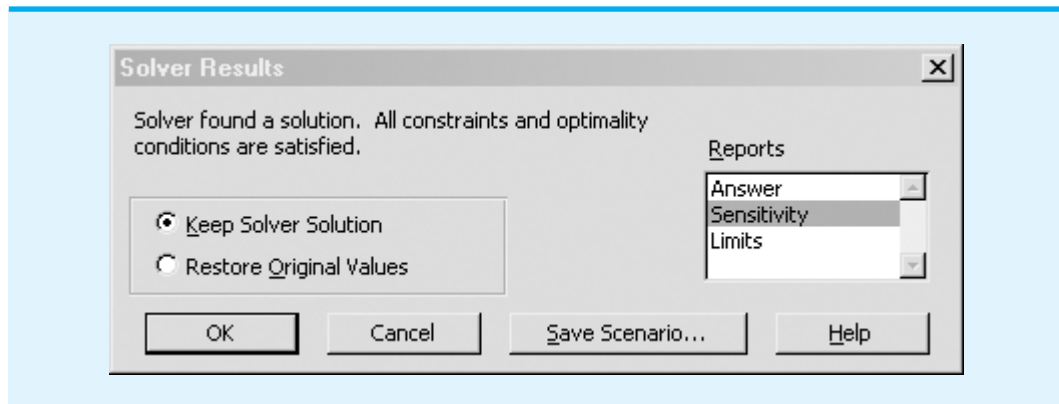 Solver Results
Solver found a solution. All constraints and optimality
conditions are satisfied.
Reports
Answer
Sensitivity
Limits
Keep Solver Solution
Restore Original Values
OK
Cancel
Save Scenario...
Help